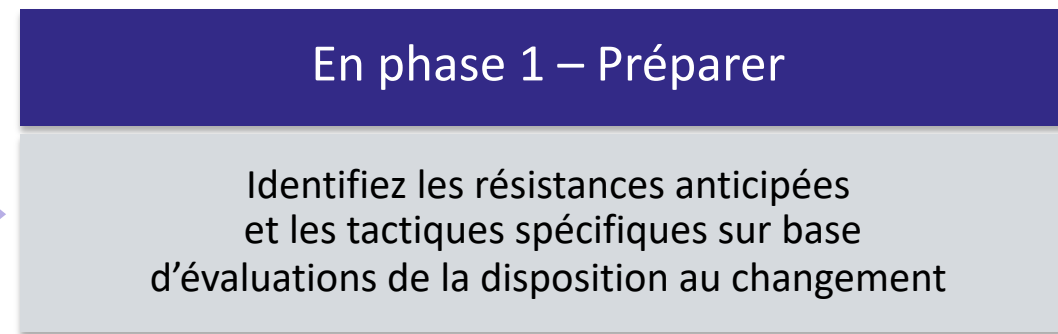 En phase 1 – Préparer
Identifiez les résistances anticipées
et les tactiques spécifiques sur base
d’évaluations de la disposition au changement